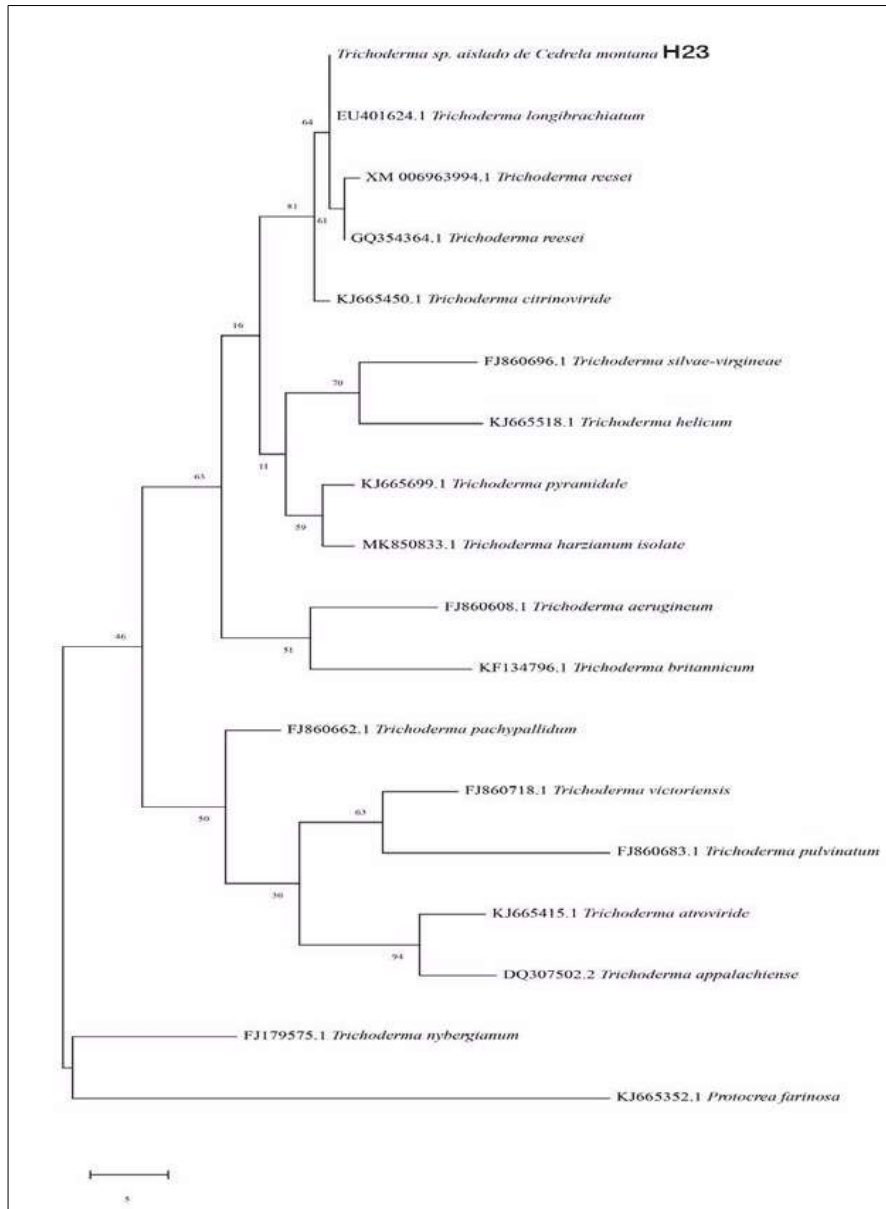 Trichoderma sp. aislado de Cedrela montana H23
64
EU401624.1 Trichoderma longibrachiatum
XM 006963994.1 Trichoderma reesei
81
61
GQ354364.1 Trichoderma reesei
KJ665450.1 Trichoderma citrinoviride
16
FJ860696.1 Trichoderma silvae-virgineae
70
KJ665518.1 Trichoderma helicum
11
63
KJ665699.1 Trichoderma pyramidale
59
MK850833.1 Trichoderma harzianum isolate
FJ860608.1 Trichoderma aerugineum
46
51
KF134796.1 Trichoderma britannicum
FJ860662.1 Trichoderma pachypallidum
FJ860718.1 Trichoderma victoriensis
63
50
FJ860683.1 Trichoderma pulvinatum
36
KJ665415.1 Trichoderma atroviride
94
DQ307502.2 Trichoderma appalachiense
FJ179575.1 Trichoderma nybergianum
KJ665352.1 Protocrea farinosa
5